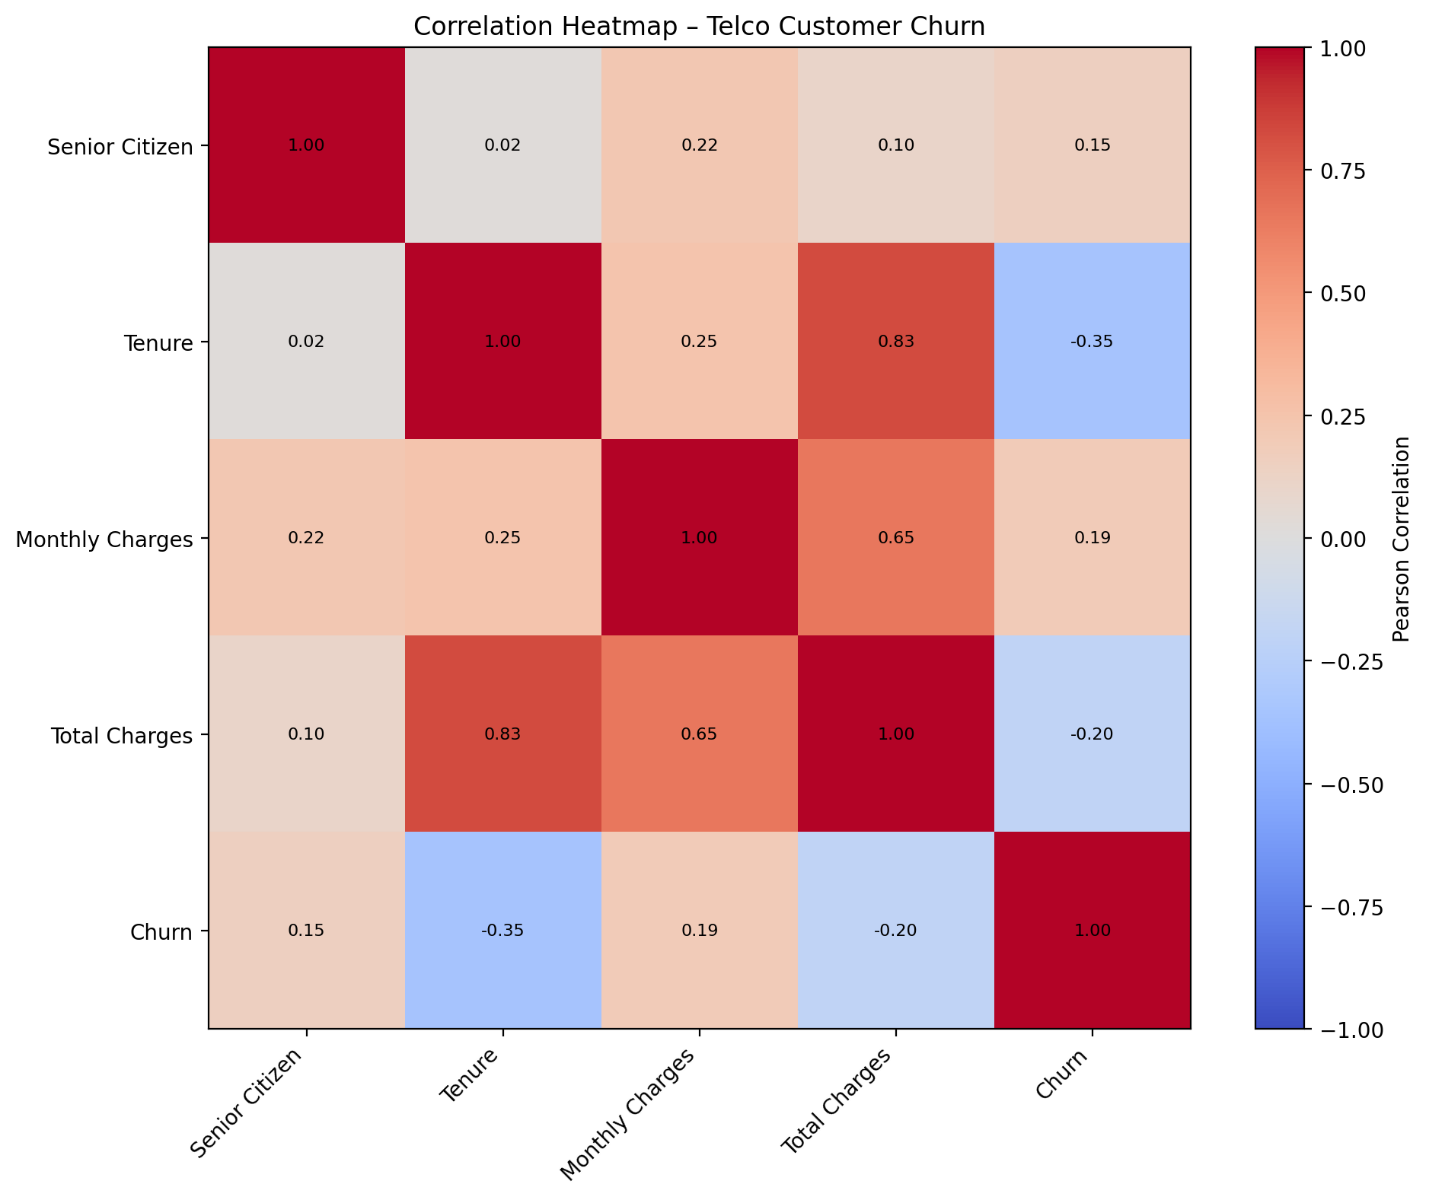 Correlation Heatmap – Telco Customer Churn
Senior Citizen
1.00 0.02 0.22 0.10 0.15
Tenure
0.02 1.00 0.25 0.83 -0.35
Monthly Charges
0.22 0.25 1.00 0.65 0.19
Total Charges
0.10 0.83 0.65 1.00 -0.20
Churn
0.15 -0.35 0.19 -0.20 1.00
Senior Citizen
Tenure
Monthly Charges
Total Charges
Churn
1.00
0.75
0.50
0.25
0.00
−0.25
−0.50
−0.75
−1.00
Pearson Correlation